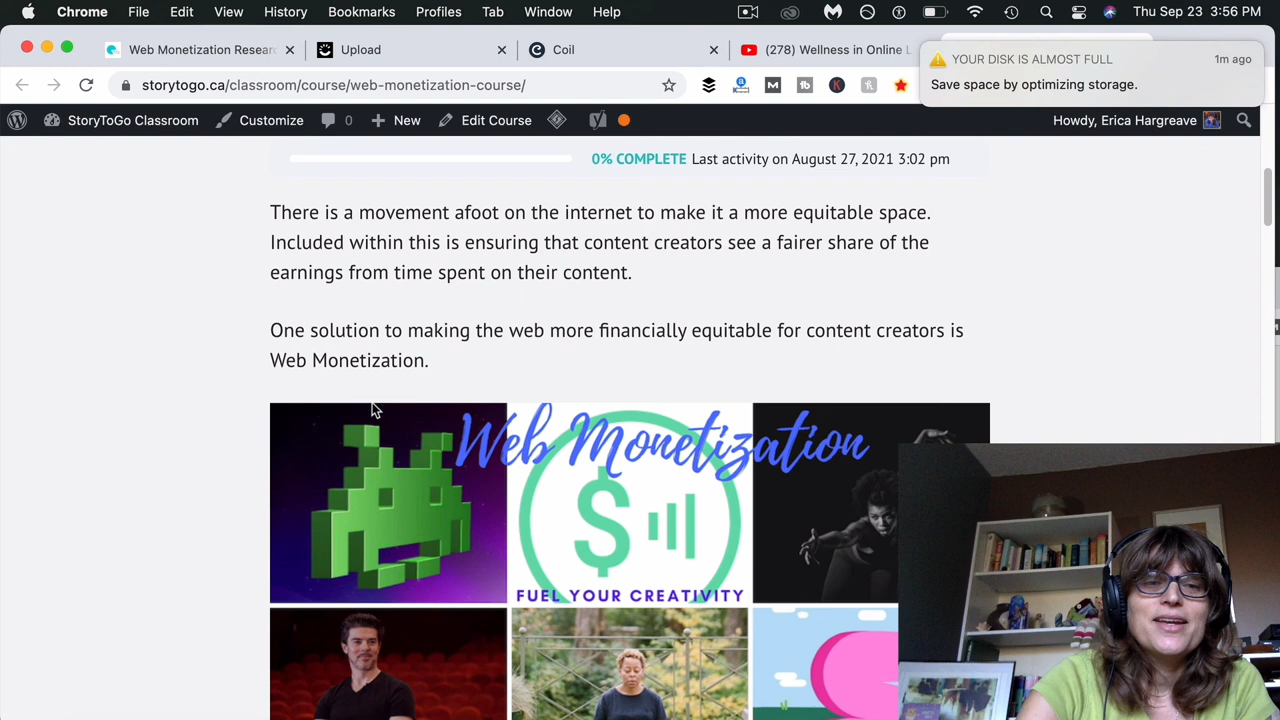 Chrome File Edit View History Bookmarks Profiles Tab Window Help Thu Sep 23 3:56 PM
Web Monetization Resear Upload Coil (278) Wellness in Online L
YOUR DISK IS ALMOST FULL 1m ago
Save space by optimizing storage.
storytogo.ca/classroom/course/web-monetization-course/
StoryToGo Classroom Customize 0 New Edit Course Howdy, Erica Hargreave
0% COMPLETE Last activity on August 27, 2021 3:02 pm
There is a movement afoot on the internet to make it a more equitable space.
Included within this is ensuring that content creators see a fairer share of the
earnings from time spent on their content.
One solution to making the web more financially equitable for content creators is
Web Monetization.
Web Monetization
$
FUEL YOUR CREATIVITY